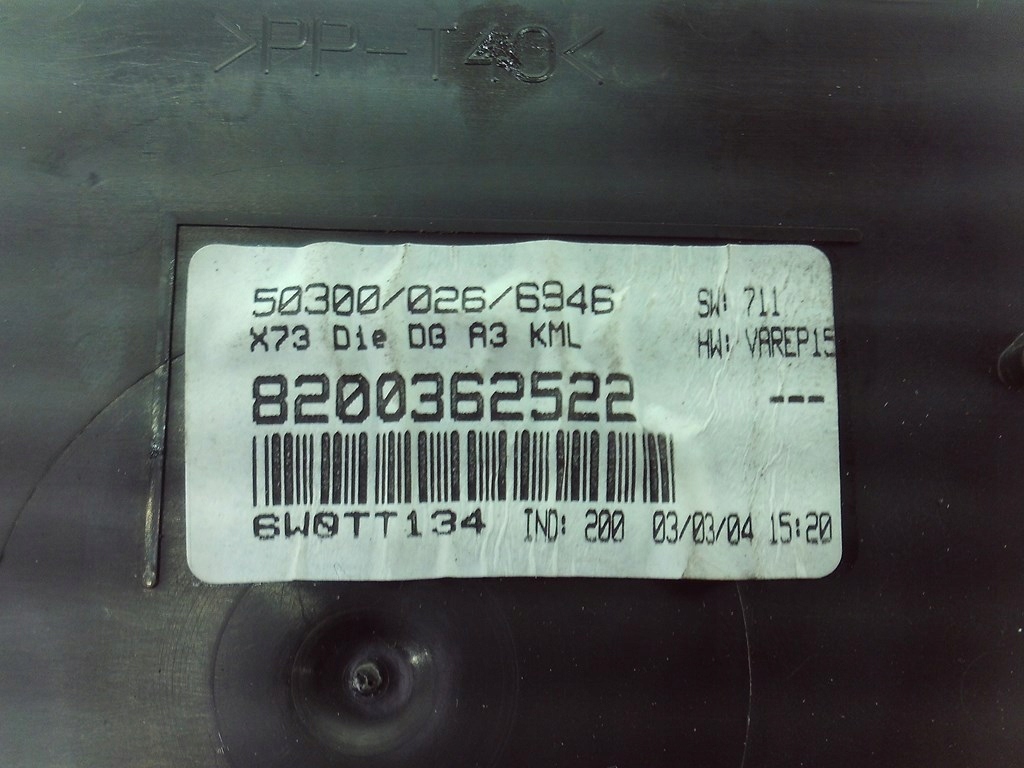 >PP-T40<
50300/026/6946 SW: 711
X73 Die DG A3 KML HW: VAREP15
8200362522 ---
6W0TT134 IND: 200 03/03/04 15:20